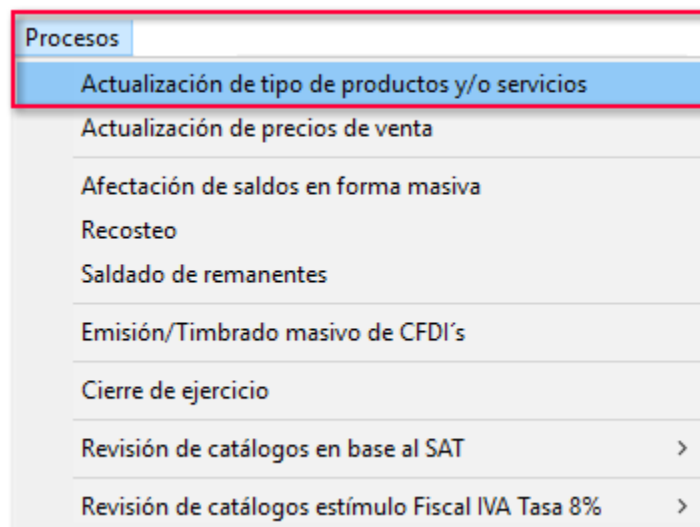 Procesos
Actualización de tipo de productos y/o servicios
Actualización de precios de venta
Afectación de saldos en forma masiva
Recosteo
Saldado de remanentes
Emisión/Timbrado masivo de CFDI´s
Cierre de ejercicio
Revisión de catálogos en base al SAT
Revisión de catálogos estímulo Fiscal IVA Tasa 8%